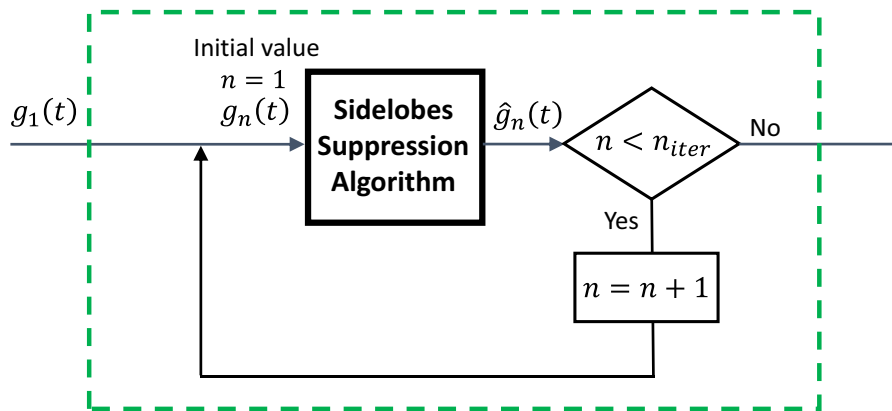 Initial value
n = 1
g₁(t)
gₙ(t)
Sidelobes
Suppression
Algorithm
ĝₙ(t)
n < nᵢₜₑᵣ
No
Yes
n = n + 1